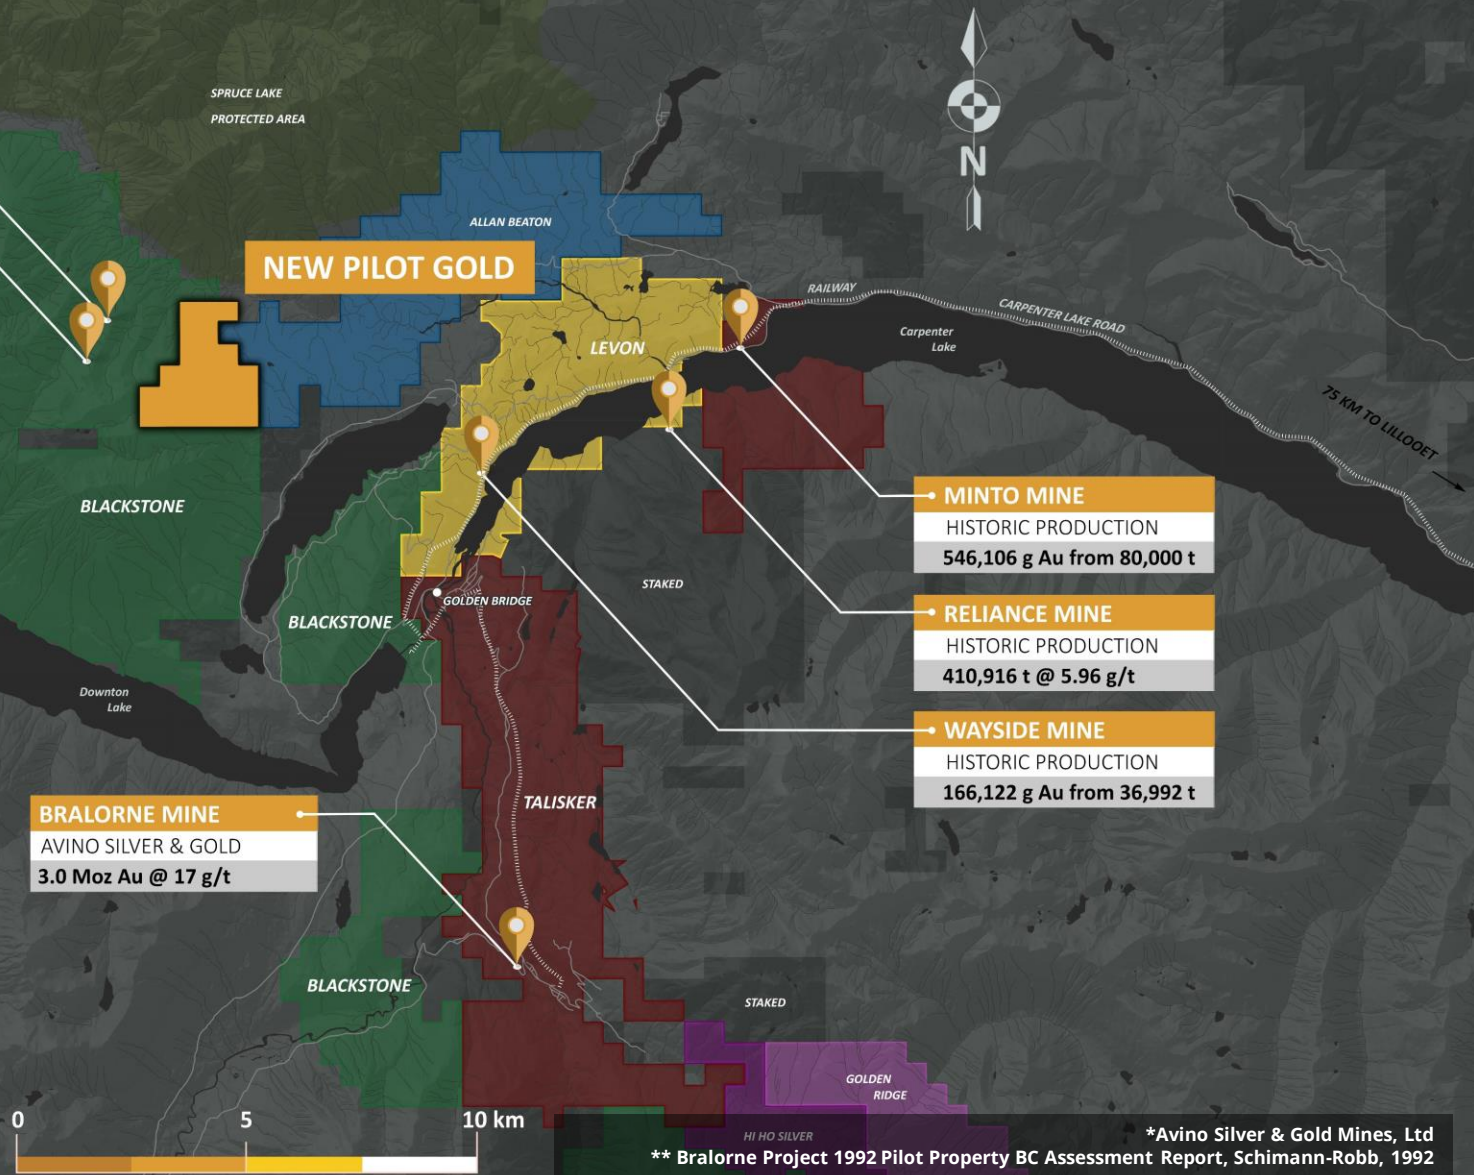 SPRUCE LAKE
PROTECTED AREA
ALLAN BEATON
NEW PILOT GOLD
N
RAILWAY
CARPENTER LAKE ROAD
Carpenter
Lake
LEVON
75 KM TO LILLOOET
BLACKSTONE
MINTO MINE
HISTORIC PRODUCTION
546,106 g Au from 80,000 t
STAKED
GOLDEN BRIDGE
BLACKSTONE
RELIANCE MINE
HISTORIC PRODUCTION
410,916 t @ 5.96 g/t
Downton
Lake
WAYSIDE MINE
HISTORIC PRODUCTION
166,122 g Au from 36,992 t
TALISKER
BRALORNE MINE
AVINO SILVER & GOLD
3.0 Moz Au @ 17 g/t
BLACKSTONE
STAKED
GOLDEN
RIDGE
HI HO SILVER
0 5 10 km
*Avino Silver & Gold Mines, Ltd
** Bralorne Project 1992 Pilot Property BC Assessment Report, Schimann-Robb, 1992